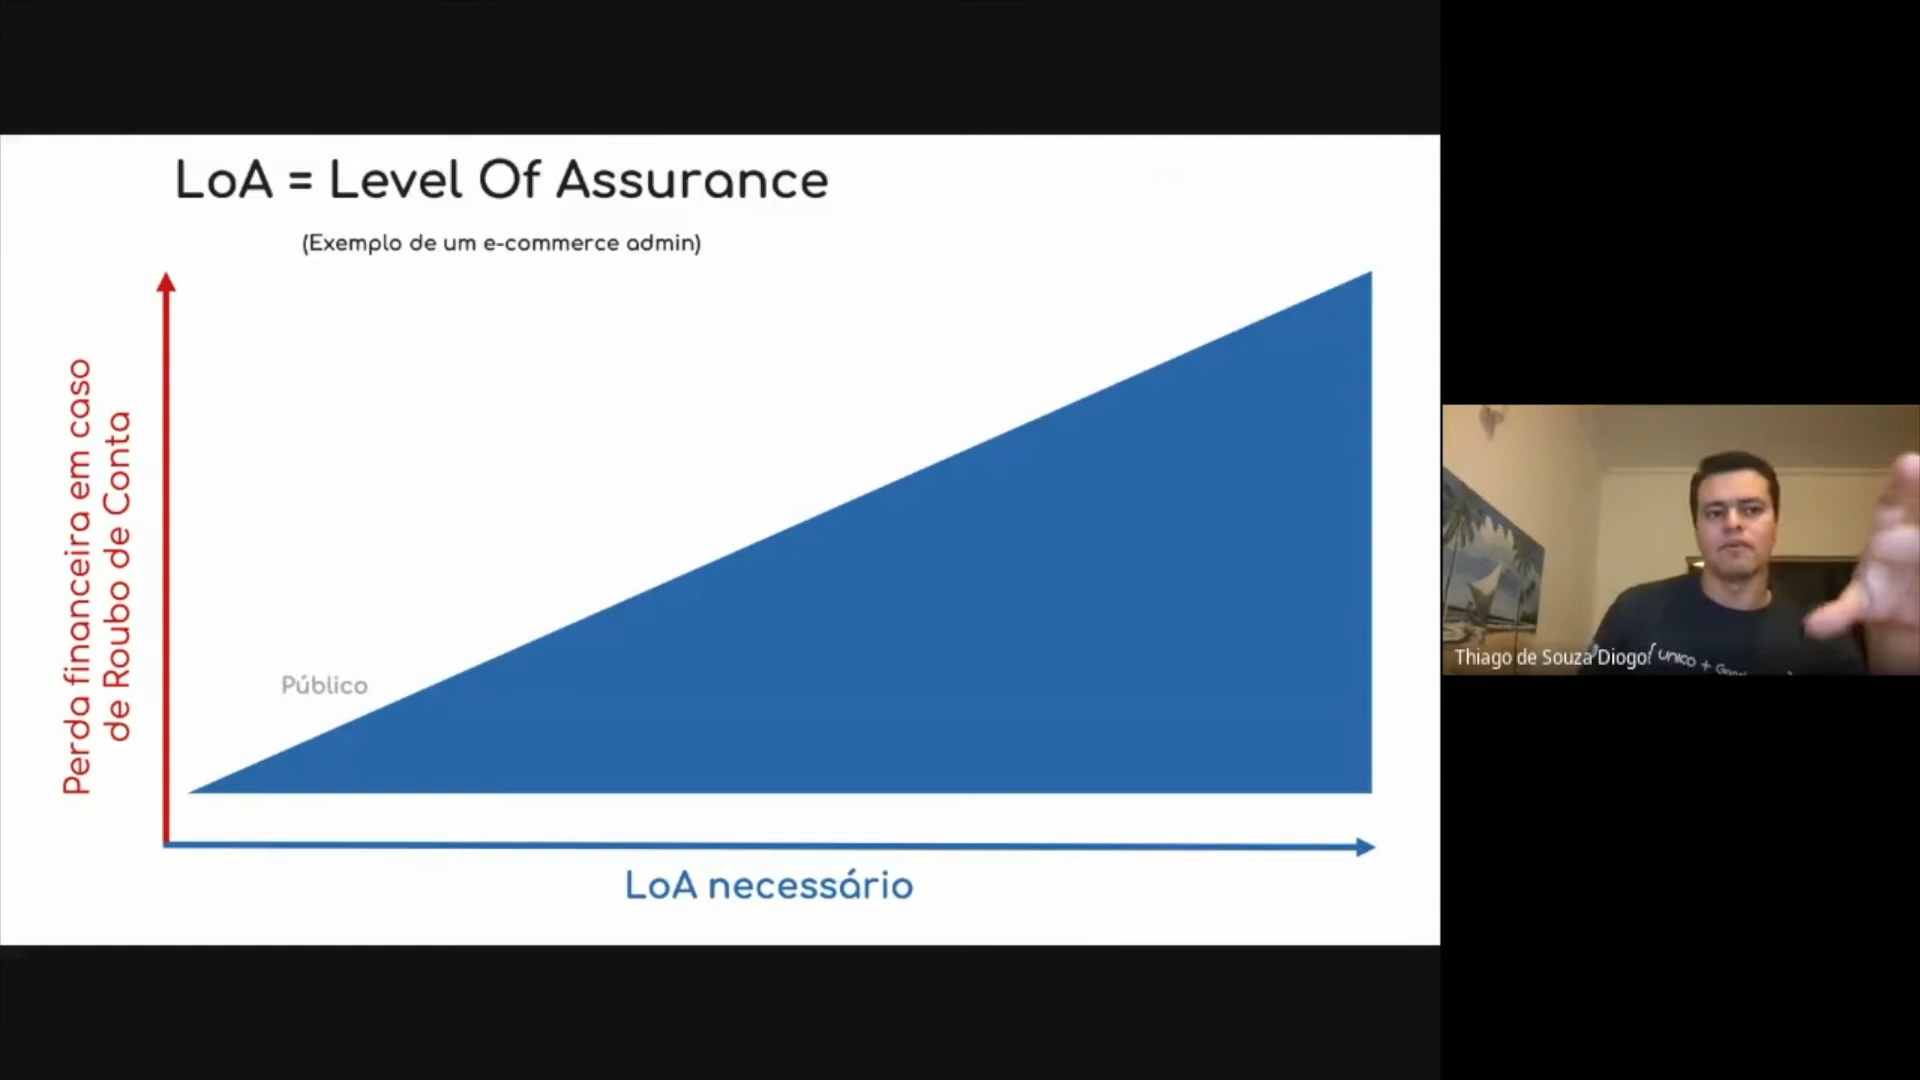 LoA = Level Of Assurance
(Exemplo de um e-commerce admin)
Perda financeira em caso
de Roubo de Conta
Público
LoA necessário
Thiago de Souza Diogo
unico +